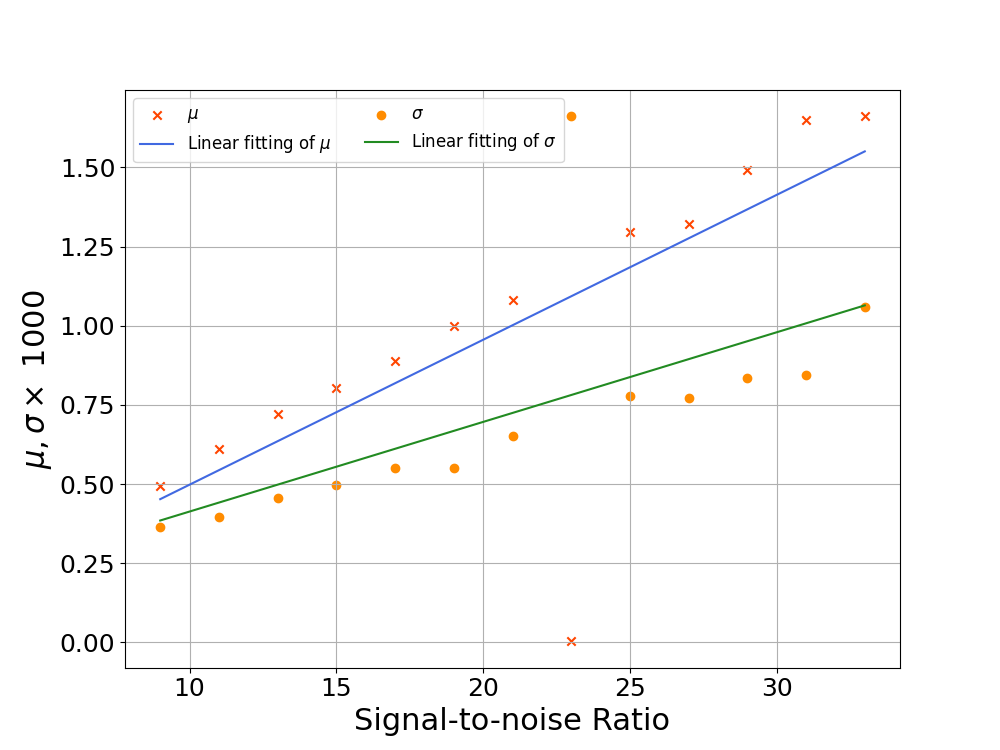 μ
σ
Linear fitting of μ
Linear fitting of σ
1.50
1.25
1.00
0.75
0.50
0.25
0.00
μ, σ × 1000
10 15 20 25 30
Signal-to-noise Ratio